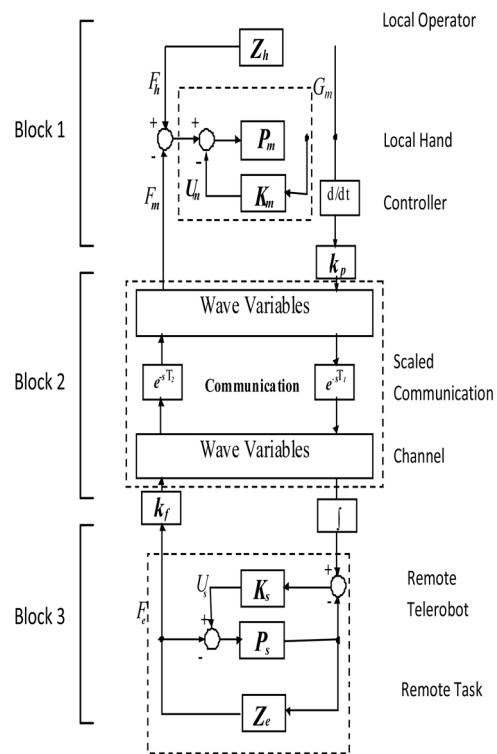 Local Operator
Z_h
F_h
G_m
Block 1
+
-
+
-
P_m
Local Hand
U_m
K_m
d/dt
Controller
F_m
k_p
Wave Variables
Block 2
e^-sT_2
Communication
e^-sT_1
Scaled
Communication
Wave Variables
Channel
k_f
∫
Block 3
+
-
U_s
K_s
Remote
Telerobot
F_e
+
-
P_s
Z_e
Remote Task